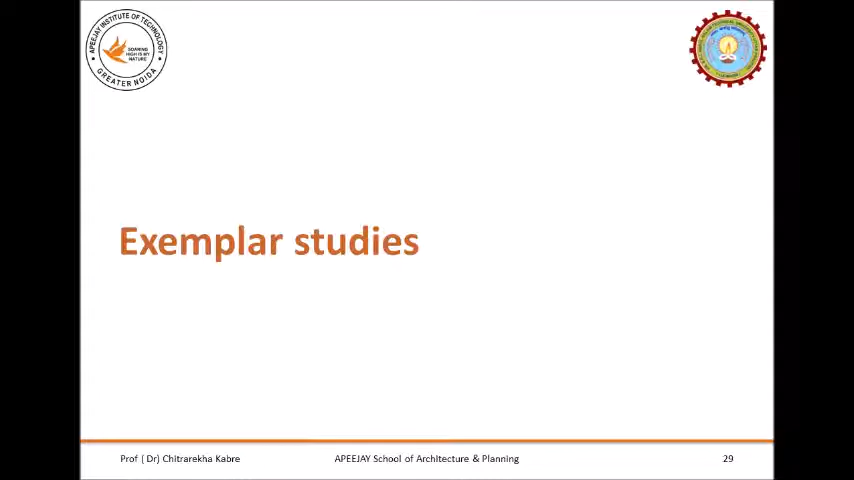 APEEJAY INSTITUTE OF TECHNOLOGY
SOARING
HIGH IS MY
NATURE
GREATER NOIDA
Exemplar studies
Prof ( Dr) Chitrarekha Kabre
APEEJAY School of Architecture & Planning
29